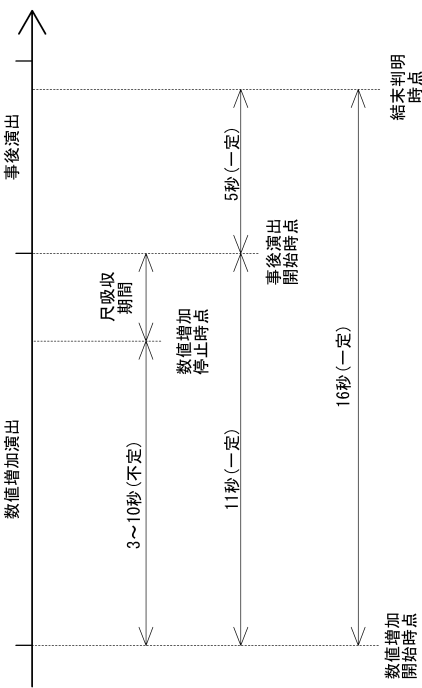 数値増加演出
事後演出
尺吸収
期間
3～10秒(不定)
数値増加
停止時点
11秒(一定)
5秒(一定)
事後演出
開始時点
16秒(一定)
数値増加
開始時点
結末判明
時点